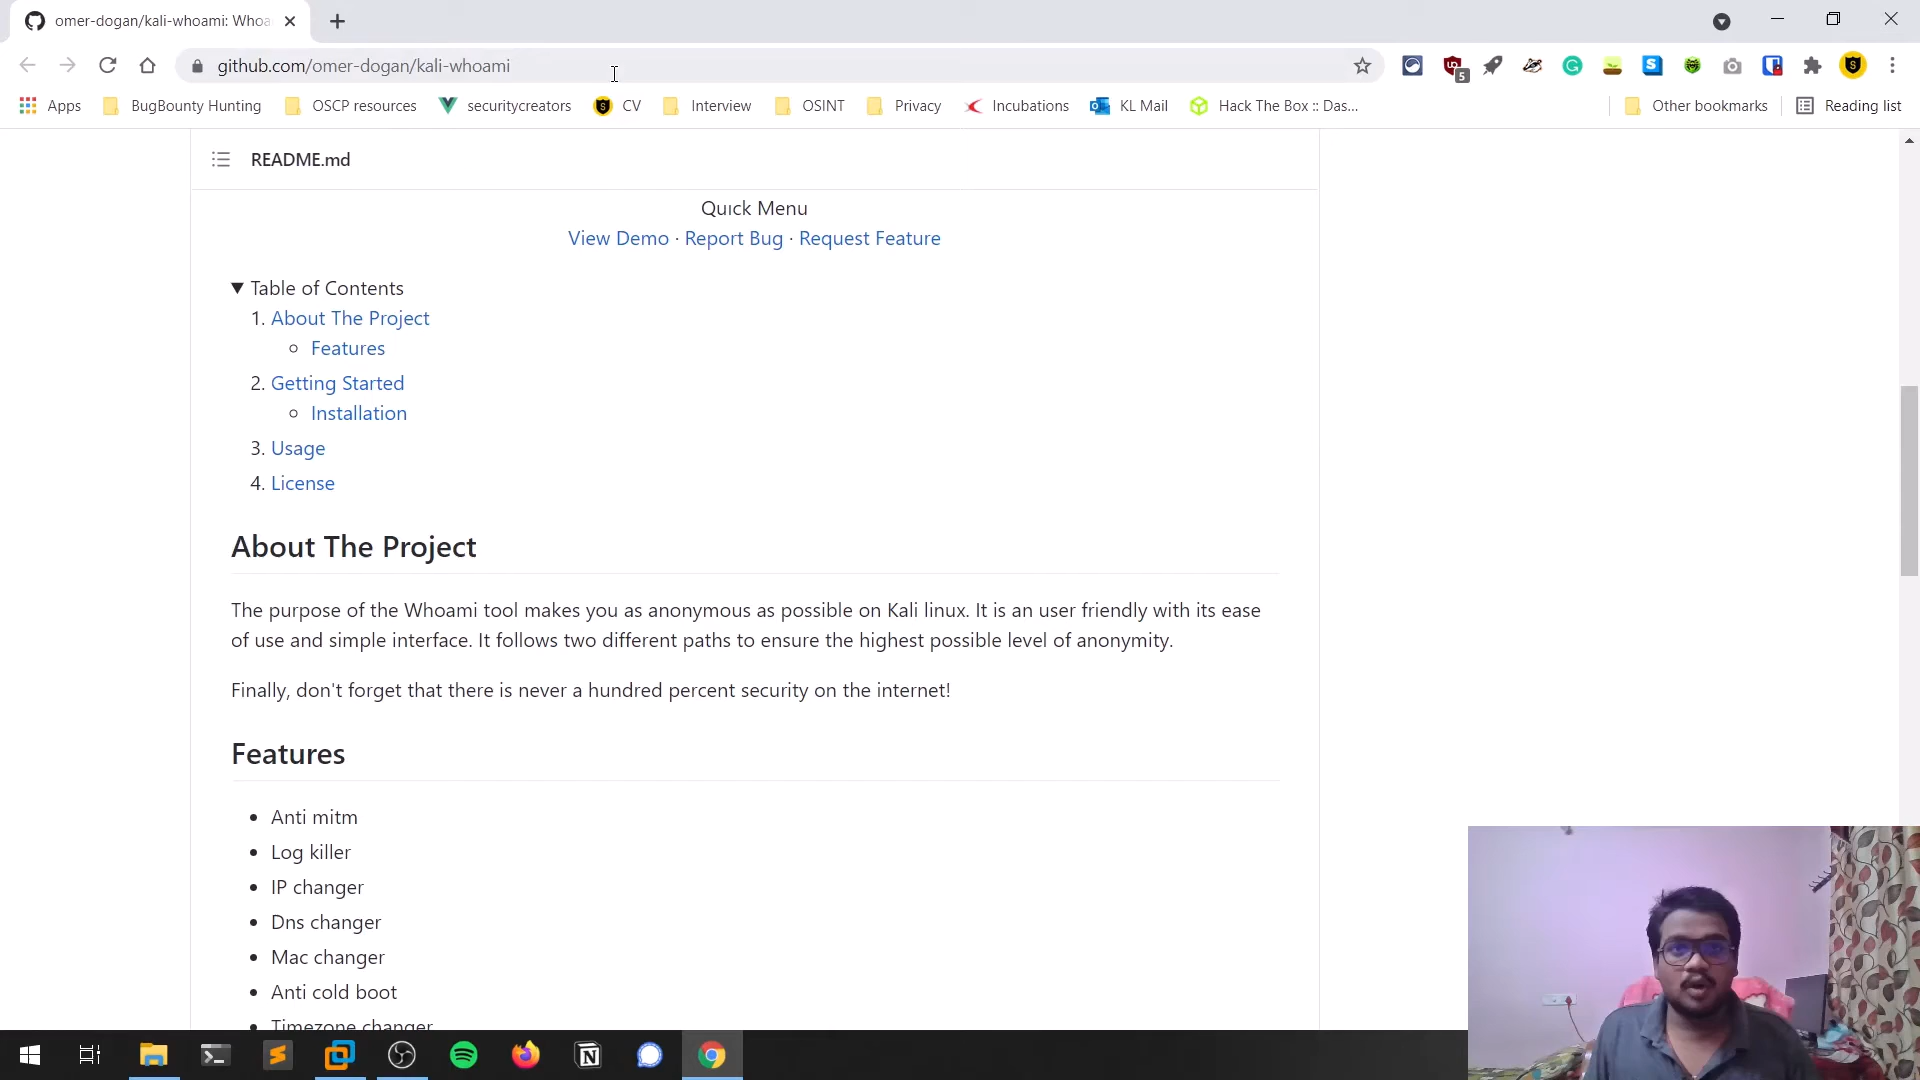 omer-dogan/kali-whoami: Whoa
github.com/omer-dogan/kali-whoami
5
Apps
BugBounty Hunting
OSCP resources
securitycreators
CV
Interview
OSINT
Privacy
Incubations
KL Mail
Hack The Box :: Das...
Other bookmarks
Reading list
README.md
Quıck Menu
View Demo · Report Bug · Request Feature
Table of Contents
1. About The Project
Features
2. Getting Started
Installation
3. Usage
4. License
About The Project
The purpose of the Whoami tool makes you as anonymous as possible on Kali linux. It is an user friendly with its ease
of use and simple interface. It follows two different paths to ensure the highest possible level of anonymity.
Finally, don't forget that there is never a hundred percent security on the internet!
Features
Anti mitm
Log killer
IP changer
Dns changer
Mac changer
Anti cold boot
Timezone changer